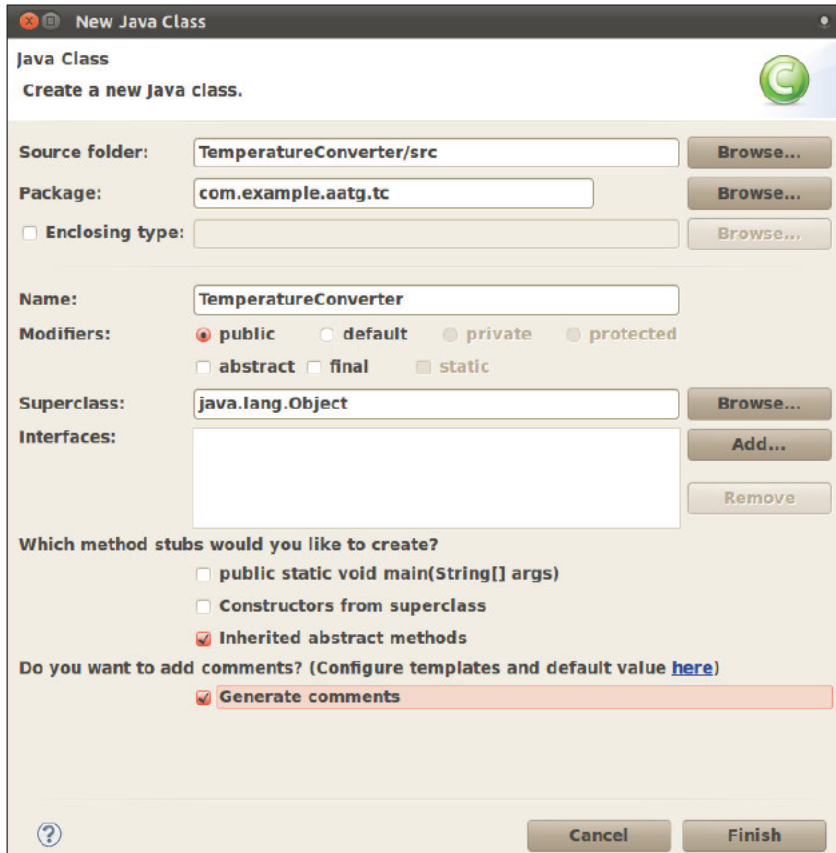 New Java Class
Java Class
Create a new Java class.
Source folder: TemperatureConverter/src Browse...
Package: com.example.aatg.tc Browse...
Enclosing type: Browse...
Name: TemperatureConverter
Modifiers: public default private protected
abstract final static
Superclass: java.lang.Object Browse...
Interfaces: Add...
Remove
Which method stubs would you like to create?
public static void main(String[] args)
Constructors from superclass
Inherited abstract methods
Do you want to add comments? (Configure templates and default value here)
Generate comments
? Cancel Finish